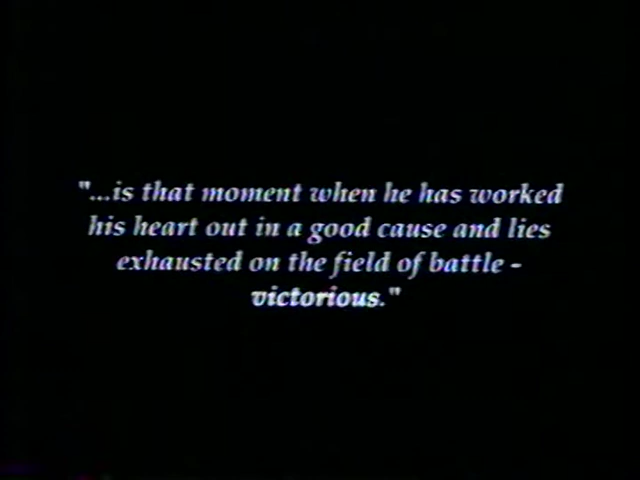 "...is that moment when he has worked
his heart out in a good cause and lies
exhausted on the field of battle -
victorious."